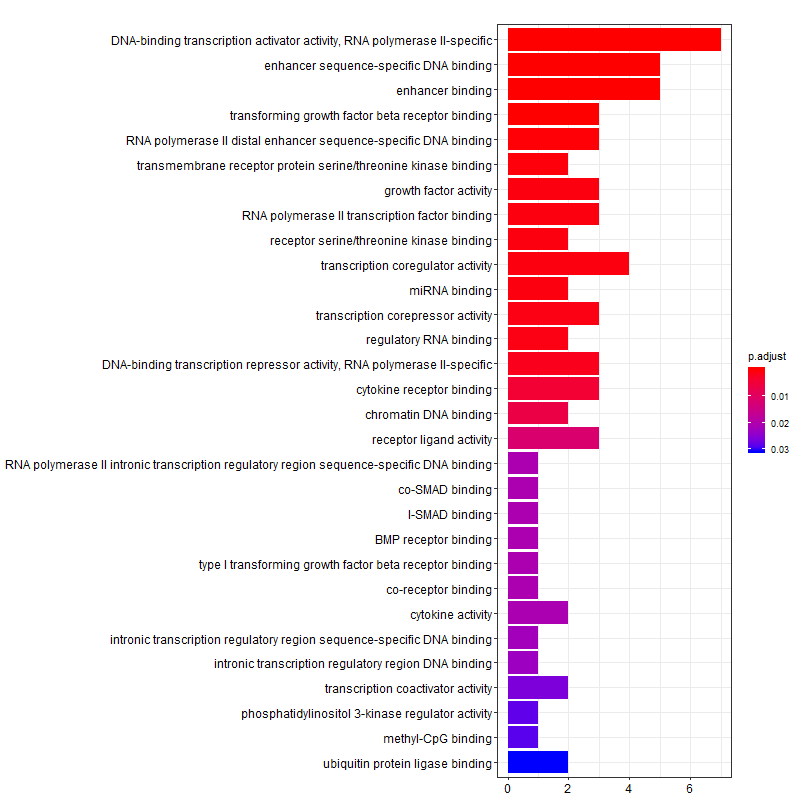 DNA-binding transcription activator activity, RNA polymerase II-specific
enhancer sequence-specific DNA binding
enhancer binding
transforming growth factor beta receptor binding
RNA polymerase II distal enhancer sequence-specific DNA binding
transmembrane receptor protein serine/threonine kinase binding
growth factor activity
RNA polymerase II transcription factor binding
receptor serine/threonine kinase binding
transcription coregulator activity
miRNA binding
transcription corepressor activity
regulatory RNA binding
DNA-binding transcription repressor activity, RNA polymerase II-specific
cytokine receptor binding
chromatin DNA binding
receptor ligand activity
RNA polymerase II intronic transcription regulatory region sequence-specific DNA binding
co-SMAD binding
I-SMAD binding
BMP receptor binding
type I transforming growth factor beta receptor binding
co-receptor binding
cytokine activity
intronic transcription regulatory region sequence-specific DNA binding
intronic transcription regulatory region DNA binding
transcription coactivator activity
phosphatidylinositol 3-kinase regulator activity
methyl-CpG binding
ubiquitin protein ligase binding
0 2 4 6
p.adjust
0.01
0.02
0.03